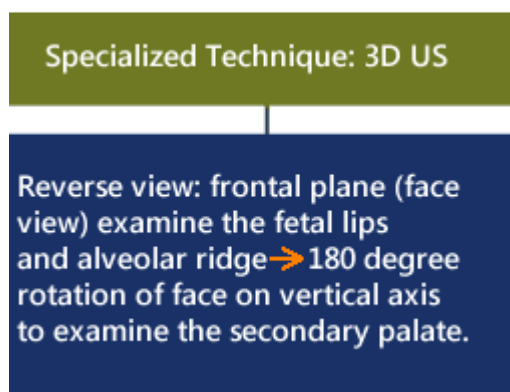 Specialized Technique: 3D US
Reverse view: frontal plane (face
view) examine the fetal lips
and alveolar ridge→180 degree
rotation of face on vertical axis
to examine the secondary palate.